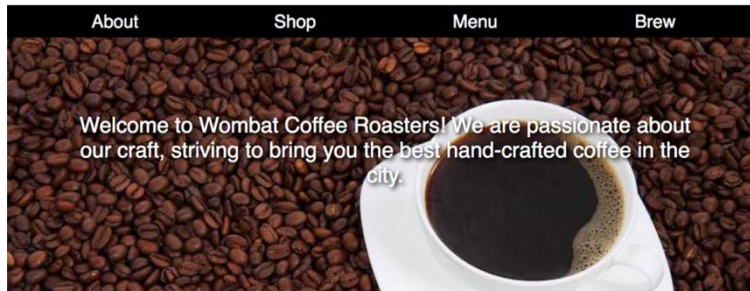 About Shop Menu Brew
Welcome to Wombat Coffee Roasters! We are passionate about
our craft, striving to bring you the best hand-crafted coffee in the
city.